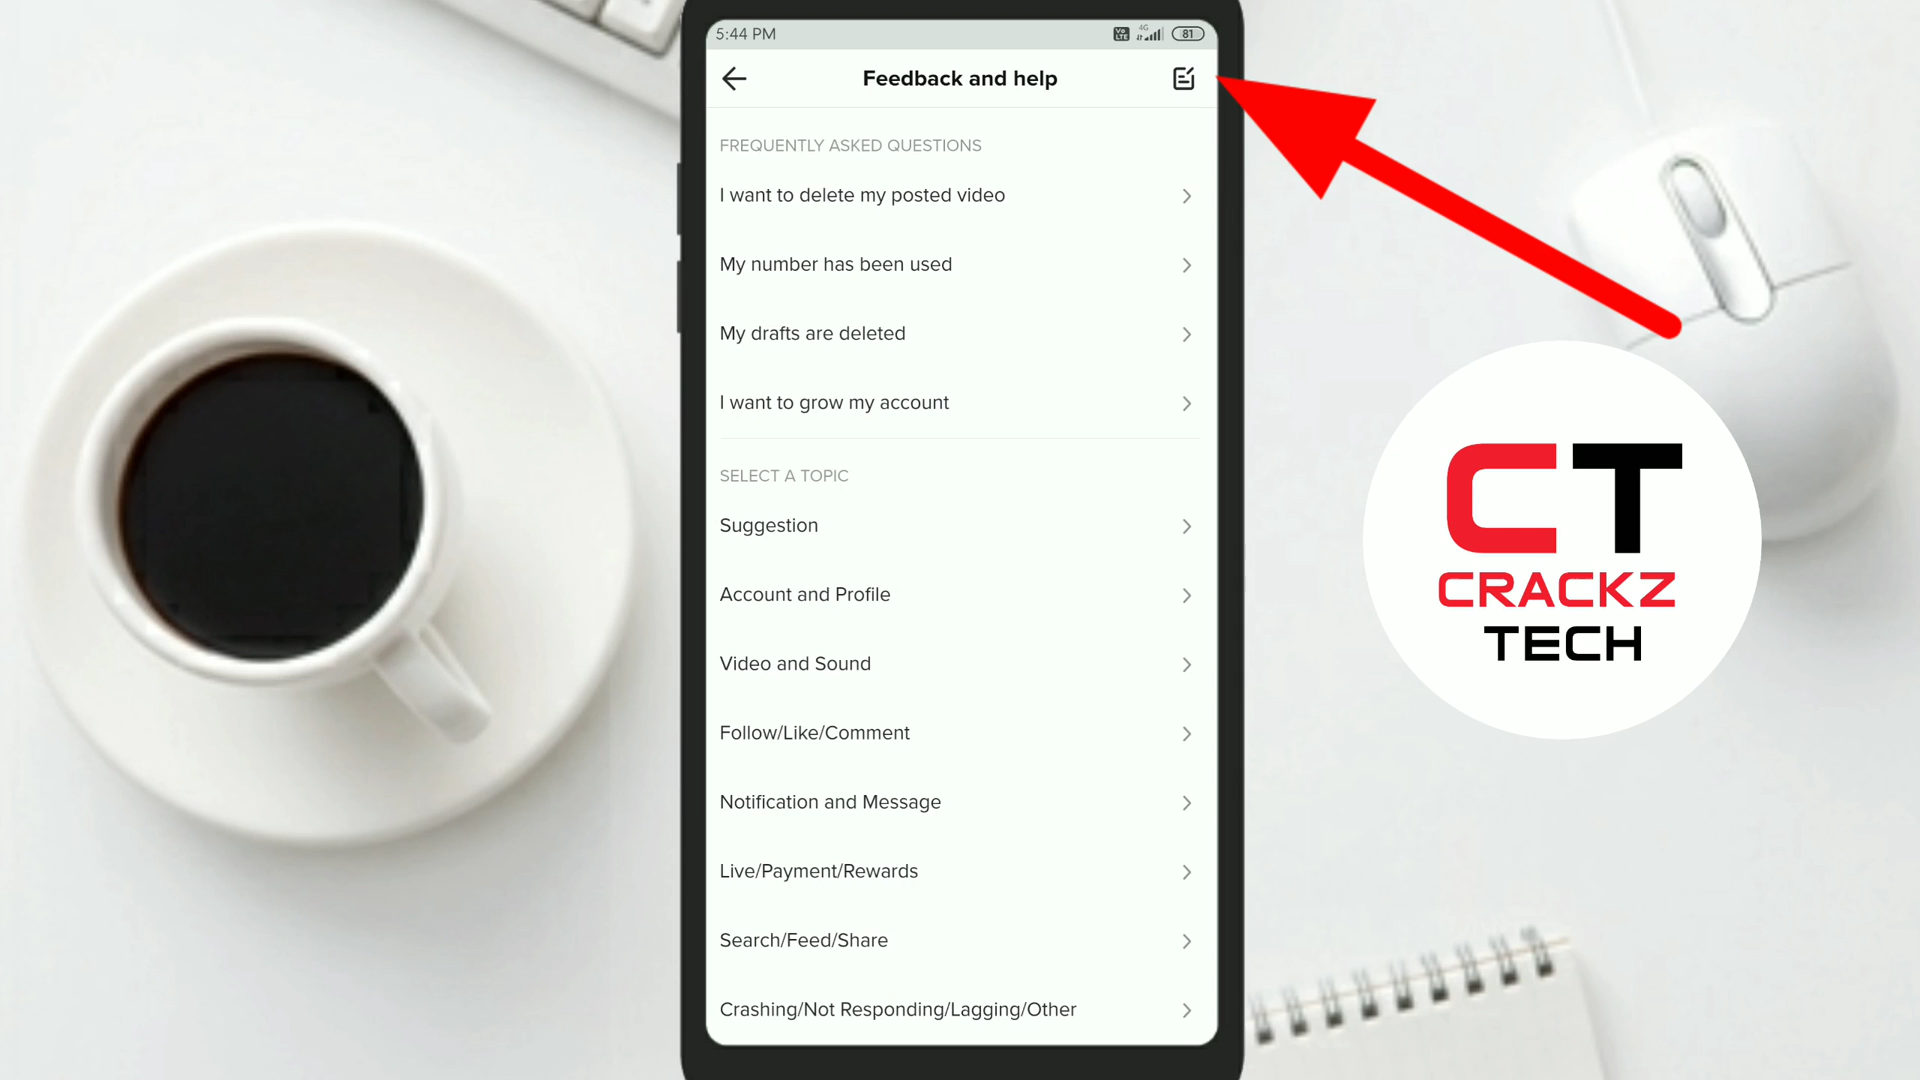 5:44 PM
Vo LTE 4G 81
Feedback and help
FREQUENTLY ASKED QUESTIONS
I want to delete my posted video
My number has been used
My drafts are deleted
I want to grow my account
SELECT A TOPIC
Suggestion
Account and Profile
Video and Sound
Follow/Like/Comment
Notification and Message
Live/Payment/Rewards
Search/Feed/Share
Crashing/Not Responding/Lagging/Other
CT
CRACKZ
TECH